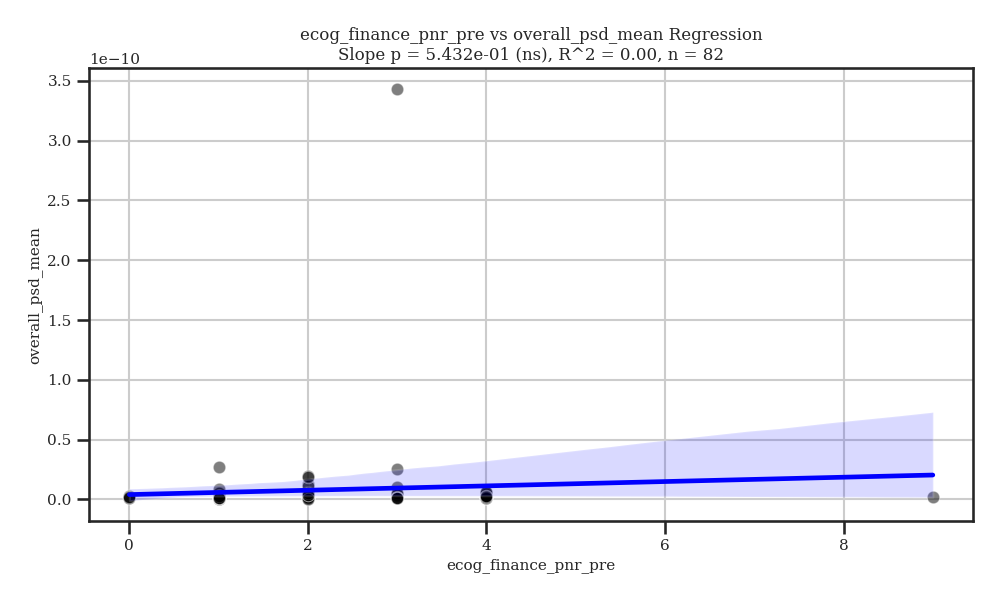 ecog_finance_pnr_pre vs overall_psd_mean Regression
Slope p = 5.432e-01 (ns), R^2 = 0.00, n = 82
1e−10
3.5
3.0
2.5
2.0
1.5
1.0
0.5
0.0
overall_psd_mean
0 2 4 6 8
ecog_finance_pnr_pre